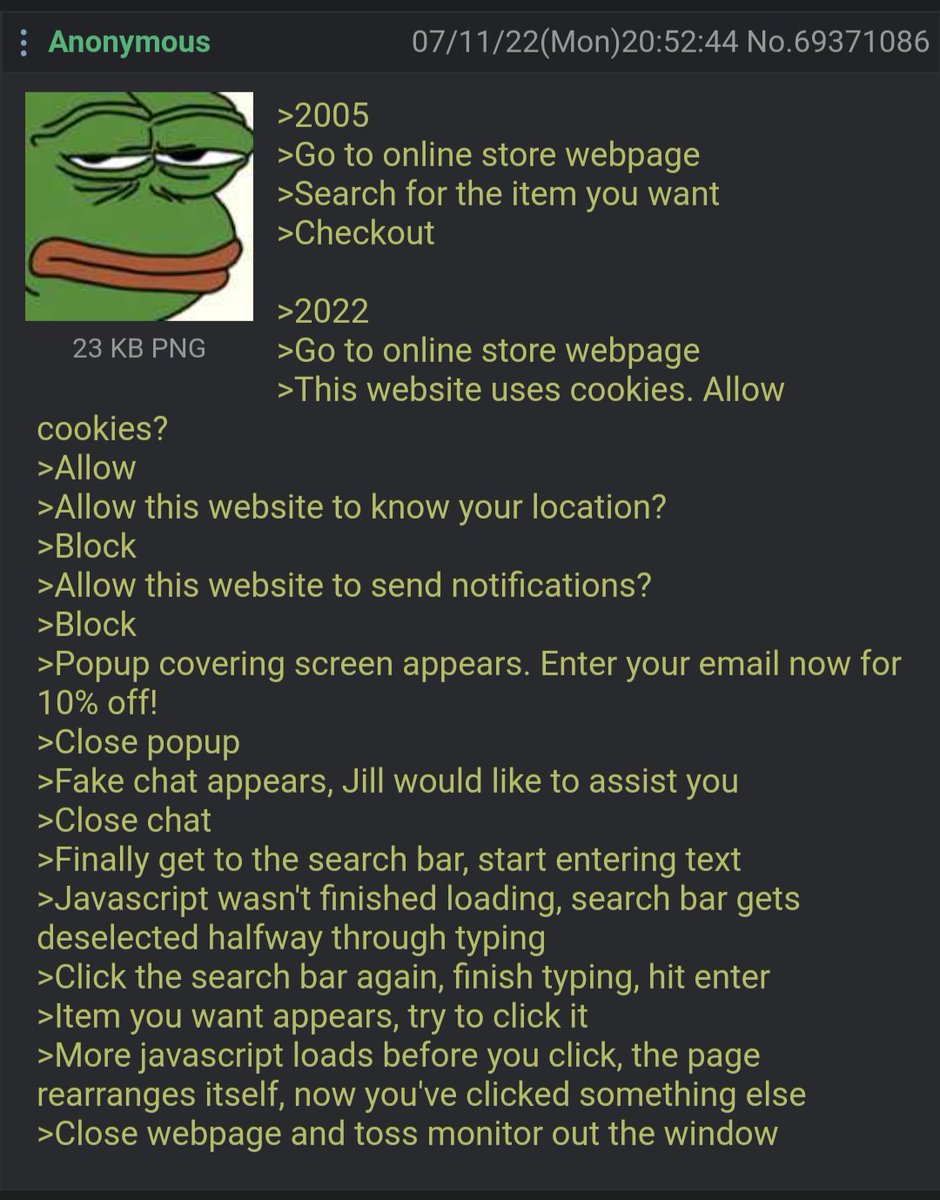 Anonymous 07/11/22(Mon)20:52:44 No.69371086
>2005
>Go to online store webpage
>Search for the item you want
>Checkout
>2022
23 KB PNG
>Go to online store webpage
>This website uses cookies. Allow
cookies?
>Allow
>Allow this website to know your location?
>Block
>Allow this website to send notifications?
>Block
>Popup covering screen appears. Enter your email now for
10% off!
>Close popup
>Fake chat appears, Jill would like to assist you
>Close chat
>Finally get to the search bar, start entering text
>Javascript wasn't finished loading, search bar gets
deselected halfway through typing
>Click the search bar again, finish typing, hit enter
>Item you want appears, try to click it
>More javascript loads before you click, the page
rearranges itself, now you've clicked something else
>Close webpage and toss monitor out the window